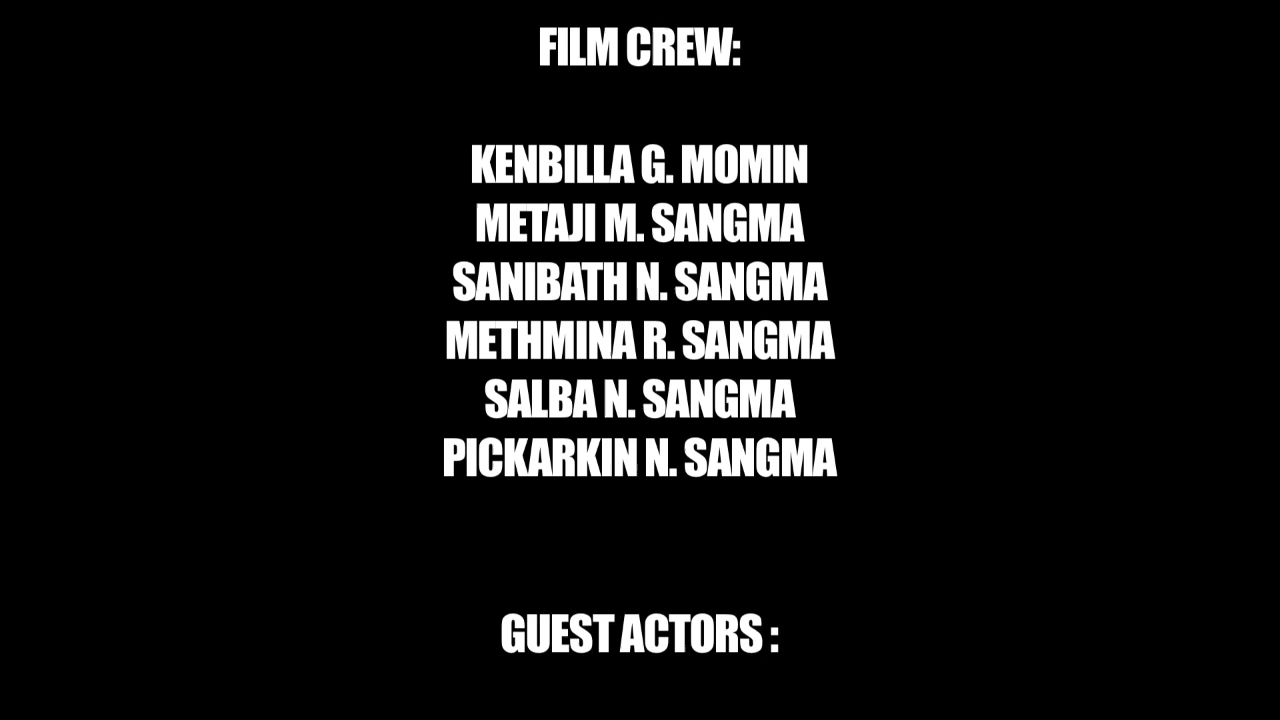 FILM CREW:
KENBILLA G. MOMIN
METAJI M. SANGMA
SANIBATH N. SANGMA
METHMINA R. SANGMA
SALBA N. SANGMA
PICKARKIN N. SANGMA
GUEST ACTORS :